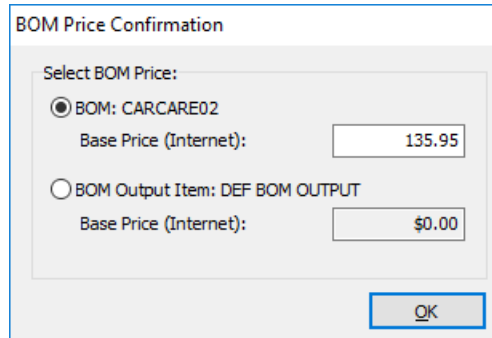 BOM Price Confirmation
Select BOM Price:
BOM: CARCARE02
Base Price (Internet): 135.95
BOM Output Item: DEF BOM OUTPUT
Base Price (Internet): $0.00
OK